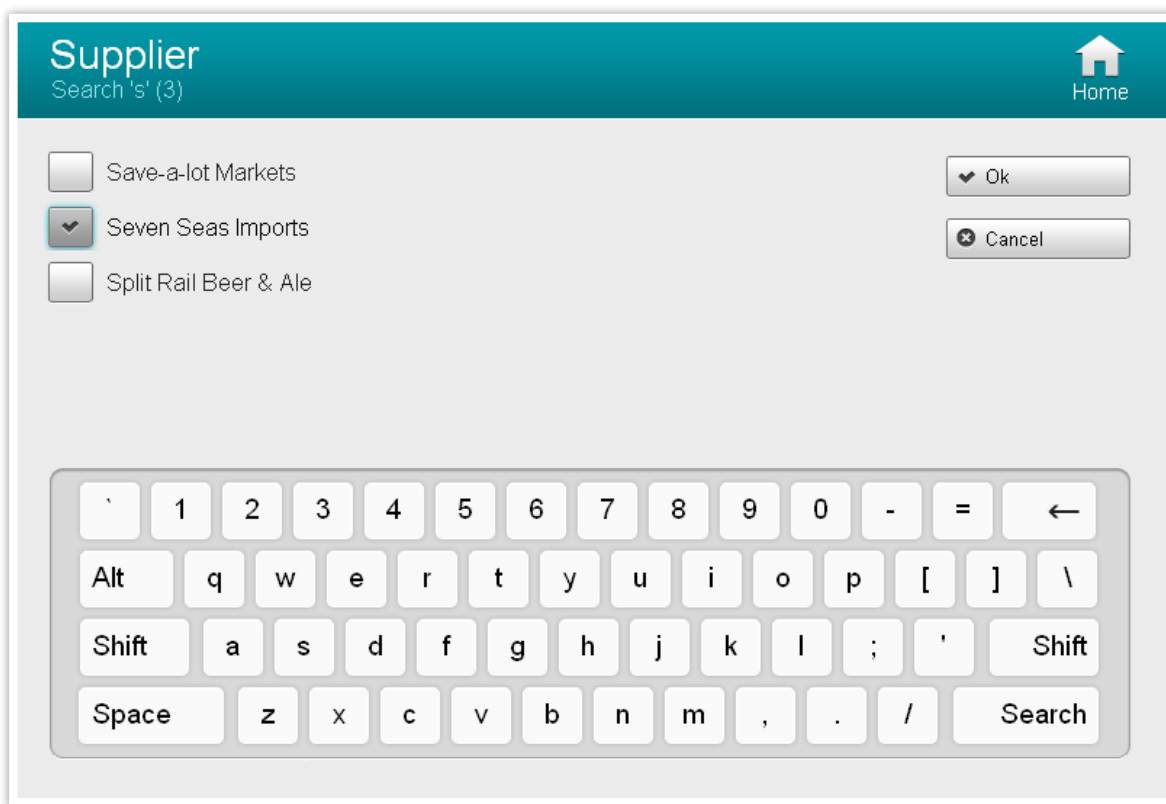 Supplier
Search 's' (3)
Home
Save-a-lot Markets
Seven Seas Imports
Split Rail Beer & Ale
Ok
Cancel
` 1 2 3 4 5 6 7 8 9 0 - = ←
Alt q w e r t y u i o p [ ] \
Shift a s d f g h j k l ; ' Shift
Space z x c v b n m , . / Search